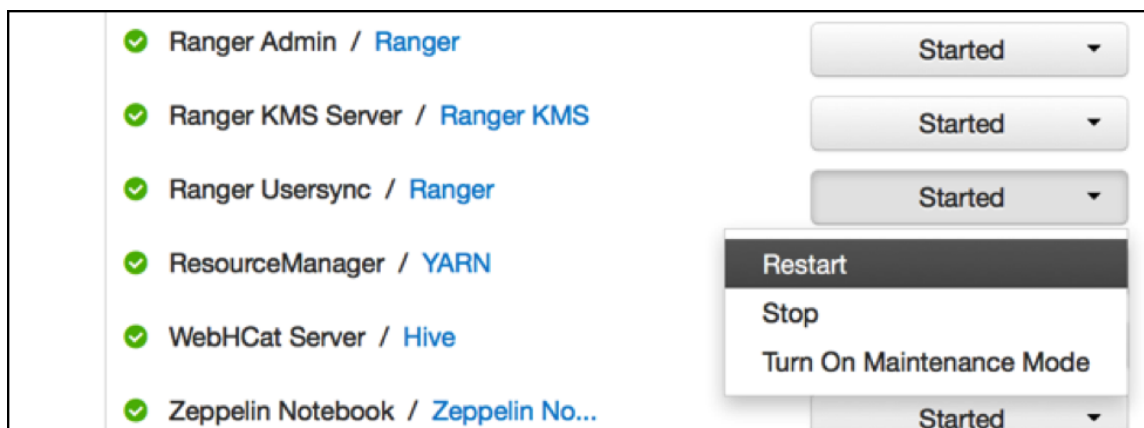 Ranger Admin / Ranger Started
Ranger KMS Server / Ranger KMS Started
Ranger Usersync / Ranger Started
ResourceManager / YARN Restart
Stop
WebHCat Server / Hive
Turn On Maintenance Mode
Zeppelin Notebook / Zeppelin No... Started